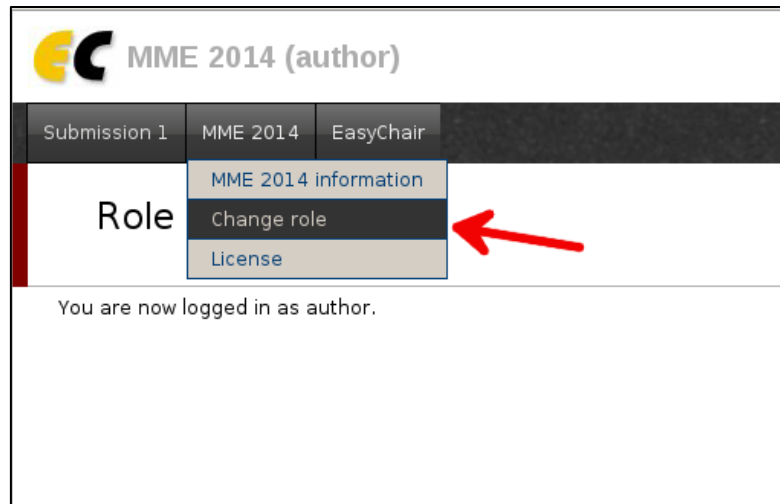 EC MME 2014 (author)
Submission 1 MME 2014 EasyChair
MME 2014 information
Role Change role
License
You are now logged in as author.